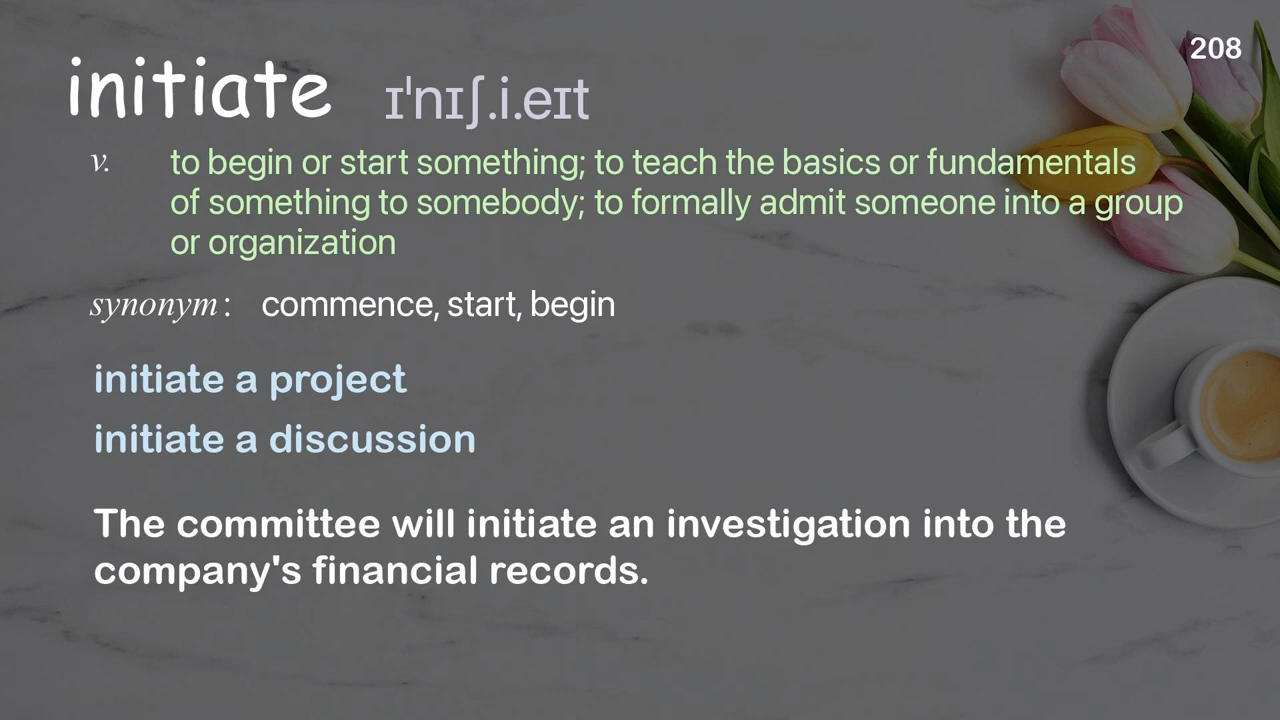 208
initiate ɪˈnɪʃ.i.eɪt
v. to begin or start something; to teach the basics or fundamentals
of something to somebody; to formally admit someone into a group
or organization
synonym: commence, start, begin
initiate a project
initiate a discussion
The committee will initiate an investigation into the
company's financial records.